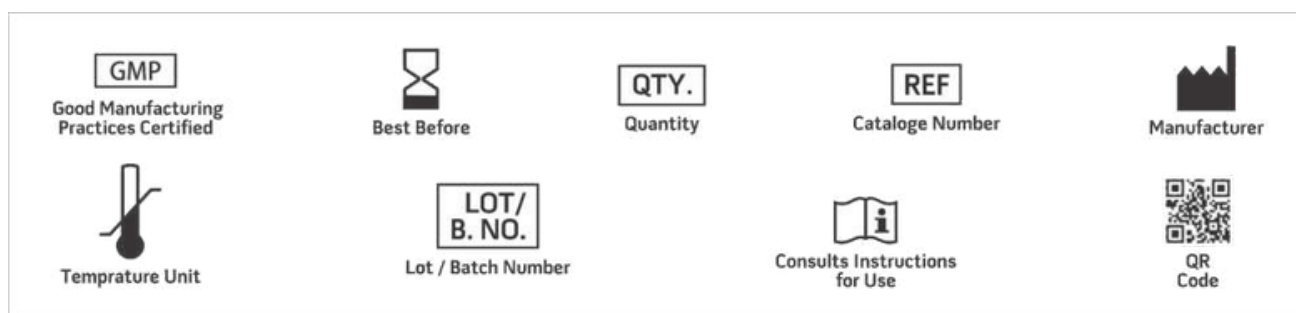 GMP
Good Manufacturing
Practices Certified
Best Before
QTY.
Quantity
REF
Cataloge Number
Manufacturer
Temprature Unit
LOT/
B. NO.
Lot / Batch Number
i
Consults Instructions
for Use
QR
Code